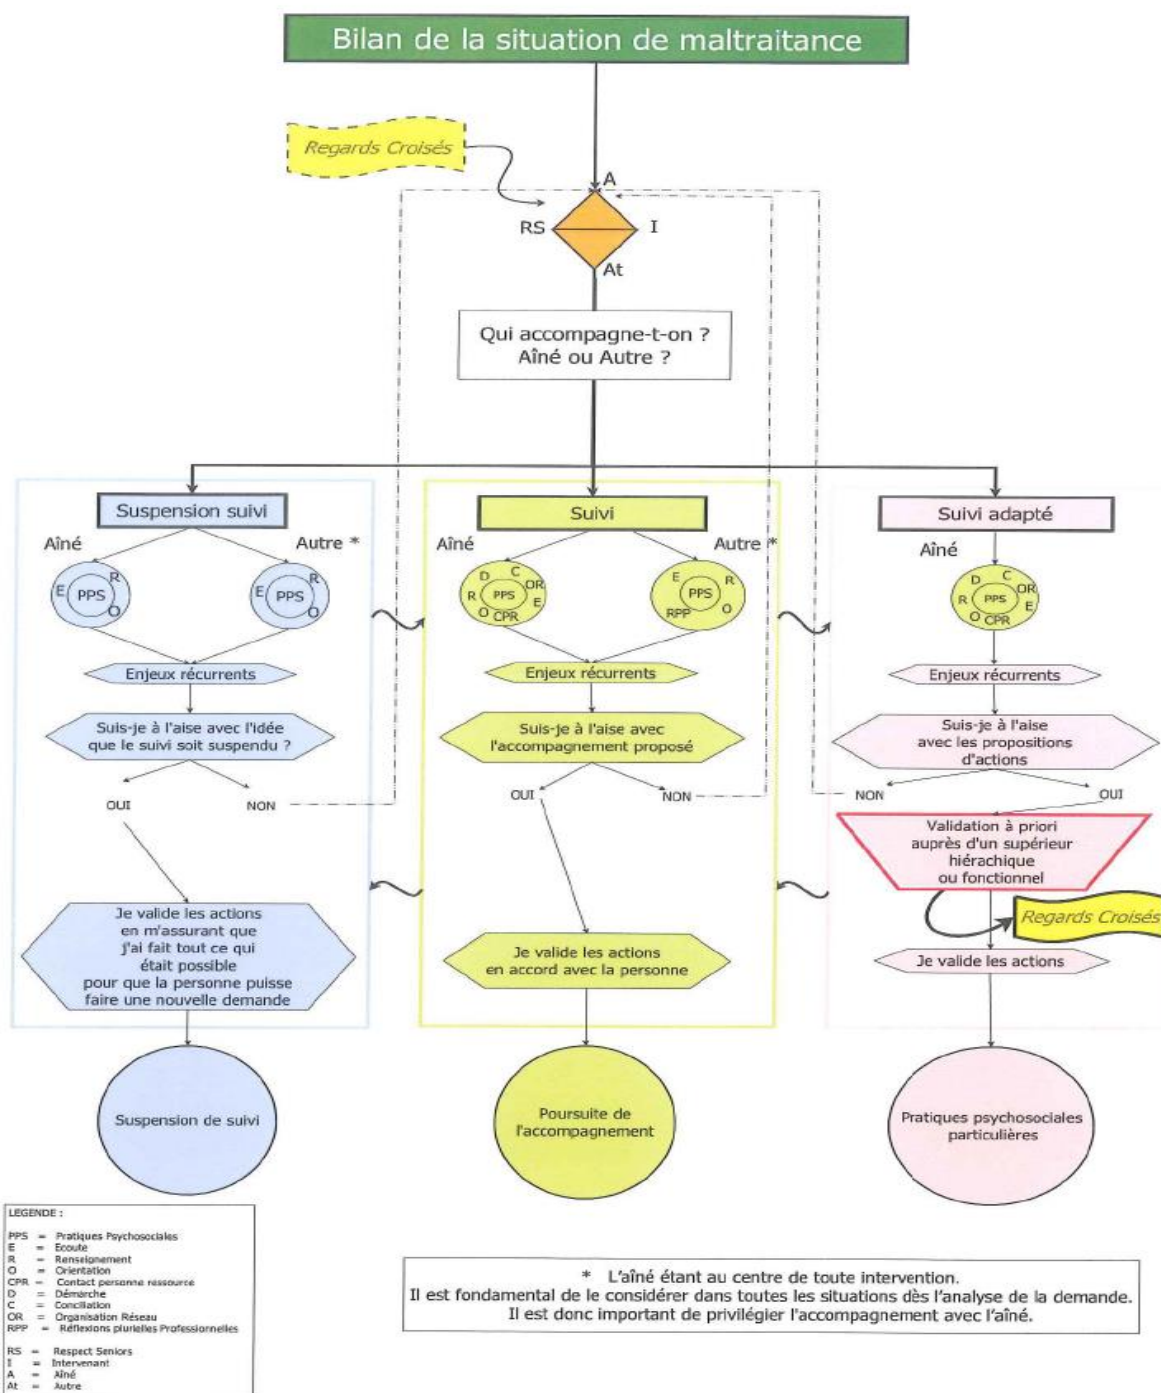 Bilan de la situation de maltraitance
Regards Croisés
A
RS
I
At
Qui accompagne-t-on ?
Aîné ou Autre ?
Suspension suivi
Aîné
Autre *
E
R
O
PPS
E
R
O
PPS
Enjeux récurrents
Suis-je à l'aise avec l'idée
que le suivi soit suspendu ?
OUI
NON
Je valide les actions
en m'assurant que
j'ai fait tout ce qui
était possible
pour que la personne puisse
faire une nouvelle demande
Suspension de suivi
Suivi
Aîné
Autre *
D
C
OR
R
PPS
E
O
CPR
E
R
PPS
RPP
O
Enjeux récurrents
Suis-je à l'aise avec
l'accompagnement proposé
OUI
NON
Je valide les actions
en accord avec la personne
Poursuite de
l'accompagnement
Suivi adapté
Aîné
D
C
OR
R
PPS
E
O
CPR
Enjeux récurrents
Suis-je à l'aise
avec les propositions
d'actions
NON
OUI
Validation à priori
auprès d'un supérieur
hiérachique
ou fonctionnel
Regards Croisés
Je valide les actions
Pratiques psychosociales
particulières
LEGENDE :
PPS = Pratiques Psychosociales
E = Ecoute
R = Renseignement
O = Orientation
CPR = Contact personne ressource
D = Démarche
C = Conciliation
OR = Organisation Réseau
RPP = Réflexions plurielles Professionnelles
RS = Respect Seniors
I = Intervenant
A = Aîné
At = Autre
* L'aîné étant au centre de toute intervention.
Il est fondamental de le considérer dans toutes les situations dès l'analyse de la demande.
Il est donc important de privilégier l'accompagnement avec l'aîné.